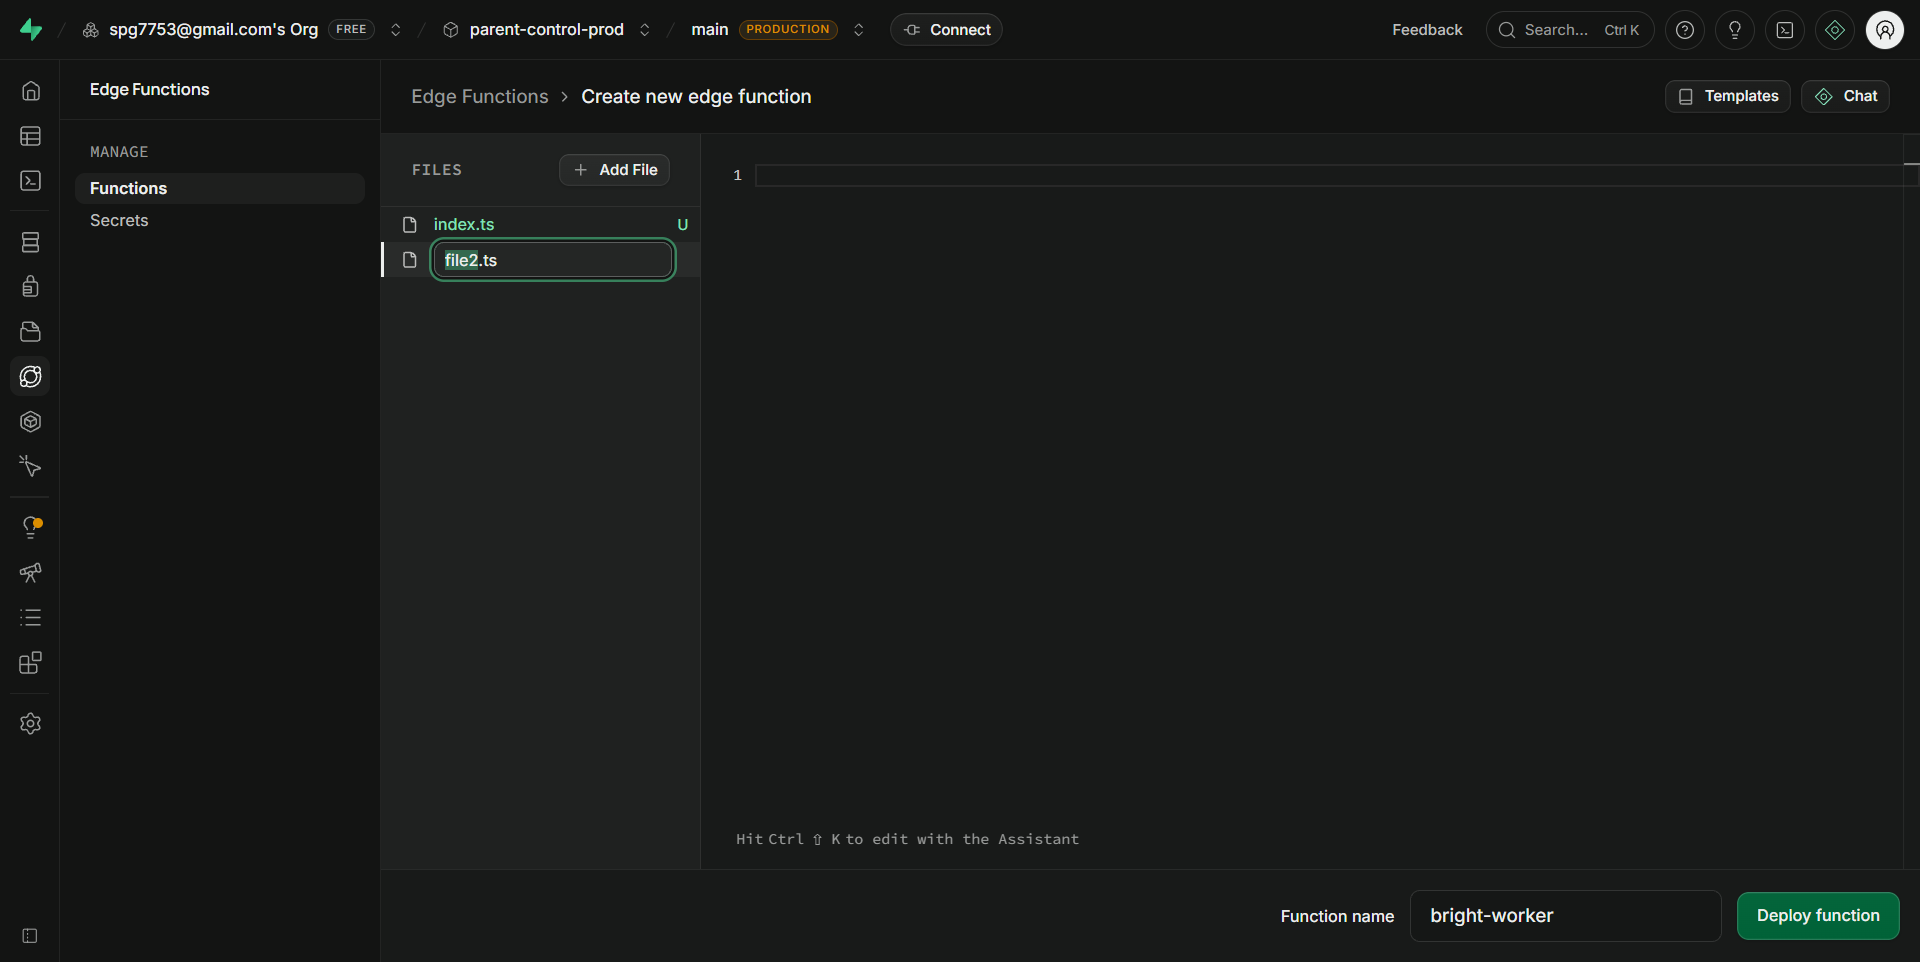 spg7753@gmail.com's Org FREE parent-control-prod main PRODUCTION Connect Feedback Search... Ctrl K
Edge Functions
Edge Functions > Create new edge function Templates Chat
MANAGE
Functions
Secrets
FILES Add File
index.ts U
file2.ts
1
Hit Ctrl ⇧ K to edit with the Assistant
Function name bright-worker Deploy function